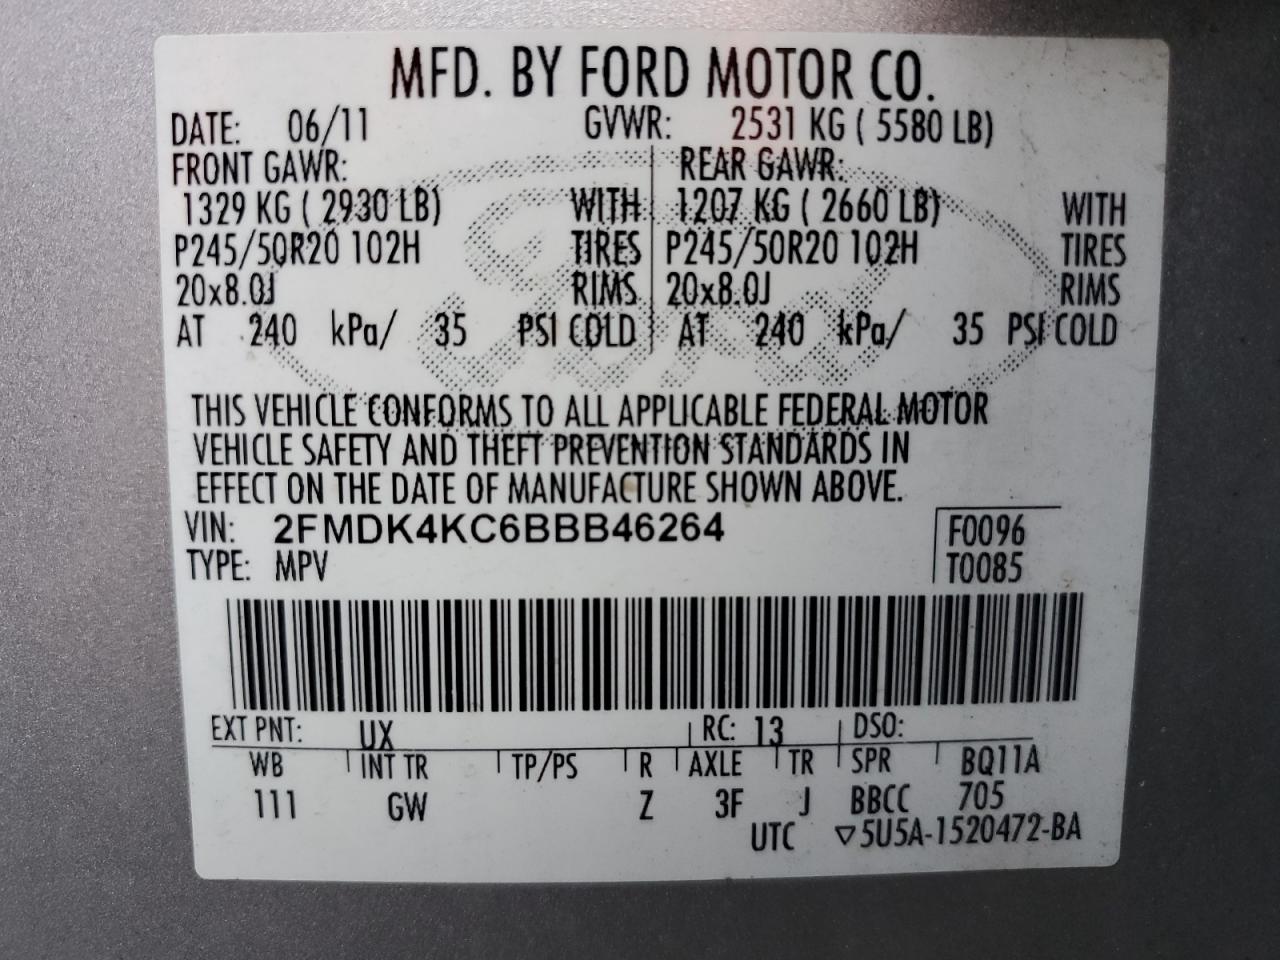 MFD. BY FORD MOTOR CO.
DATE: 06/11 GVWR: 2531 KG ( 5580 LB)
FRONT GAWR: REAR GAWR:
1329 KG ( 2930 LB) WITH 1207 KG ( 2660 LB) WITH
P245/50R20 102H TIRES P245/50R20 102H TIRES
20x8.0J RIMS 20x8.0J RIMS
AT 240 kPa/ 35 PSI COLD AT 240 kPa/ 35 PSI COLD
THIS VEHICLE CONFORMS TO ALL APPLICABLE FEDERAL MOTOR
VEHICLE SAFETY AND THEFT PREVENTION STANDARDS IN
EFFECT ON THE DATE OF MANUFACTURE SHOWN ABOVE.
VIN: 2FMDK4KC6BBB46264 F0096
TYPE: MPV T0085
EXT PNT: UX RC: 13 DSO:
WB INT TR TP/PS R AXLE TR SPR BQ11A
111 GW Z 3F J BBCC 705
UTC ▽5U5A-1520472-BA